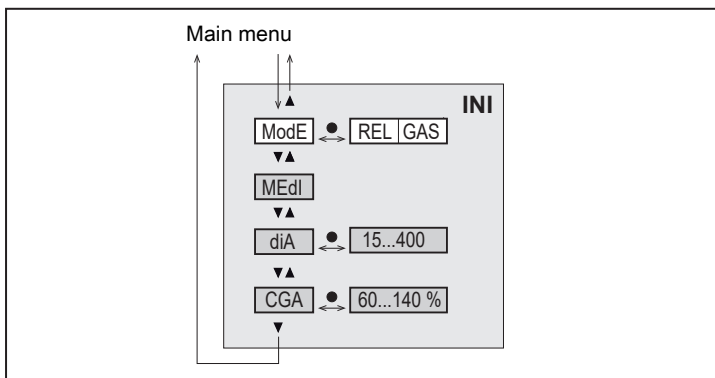 Main menu
INI
ModE REL GAS
MEdI
diA 15...400
CGA 60...140 %